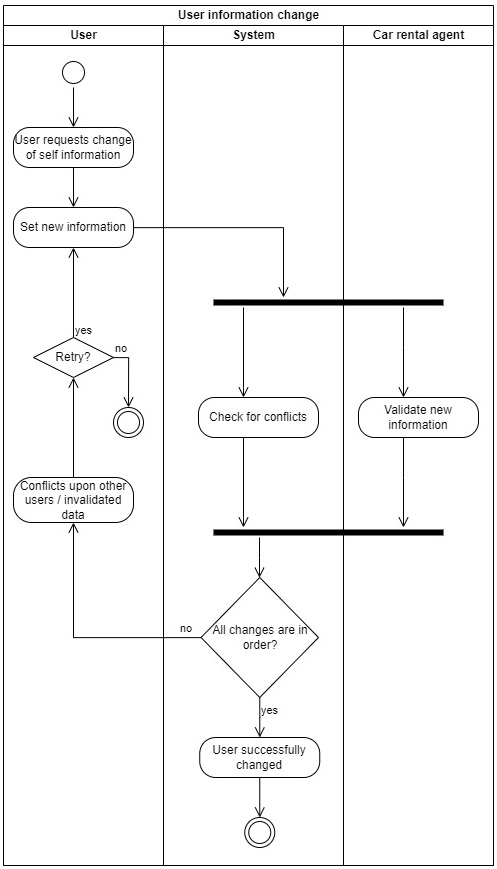 User information change
User
System
Car rental agent
User requests change
of self information
Set new information
yes
Retry?
no
Check for conflicts
Validate new
information
Conflicts upon other
users / invalidated
data
no
All changes are in
order?
yes
User successfully
changed